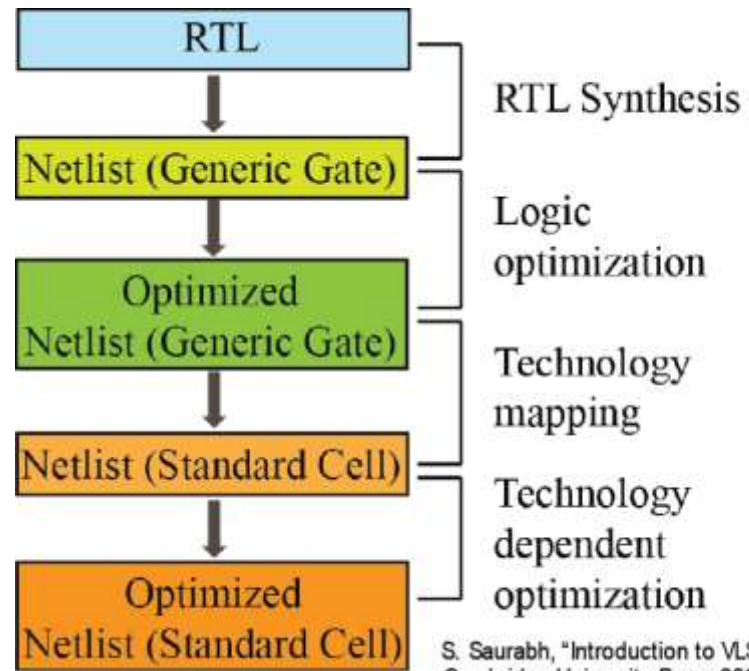 RTL
RTL Synthesis
Netlist (Generic Gate)
Logic
optimization
Optimized
Netlist (Generic Gate)
Technology
mapping
Netlist (Standard Cell)
Technology
dependent
optimization
Optimized
Netlist (Standard Cell)
S. Saurabh, "Introduction to